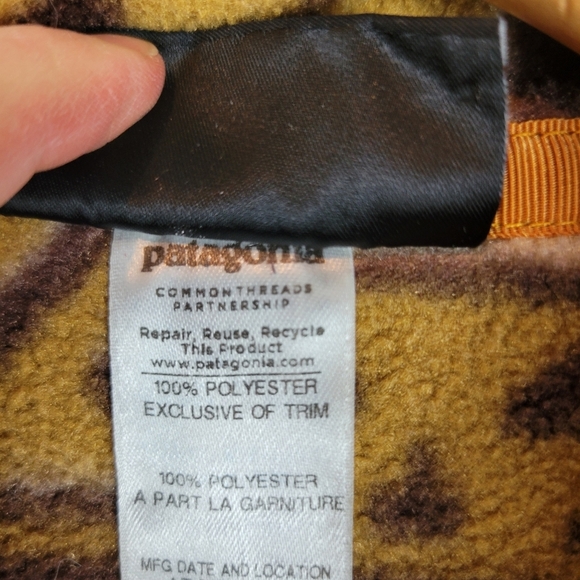 patagonia
COMMON THREADS
PARTNERSHIP
Repair, Reuse, Recycle
This Product
www.patagonia.com
100% POLYESTER
EXCLUSIVE OF TRIM
100% POLYESTER
A PART LA GARNITURE
MFG DATE AND LOCATION